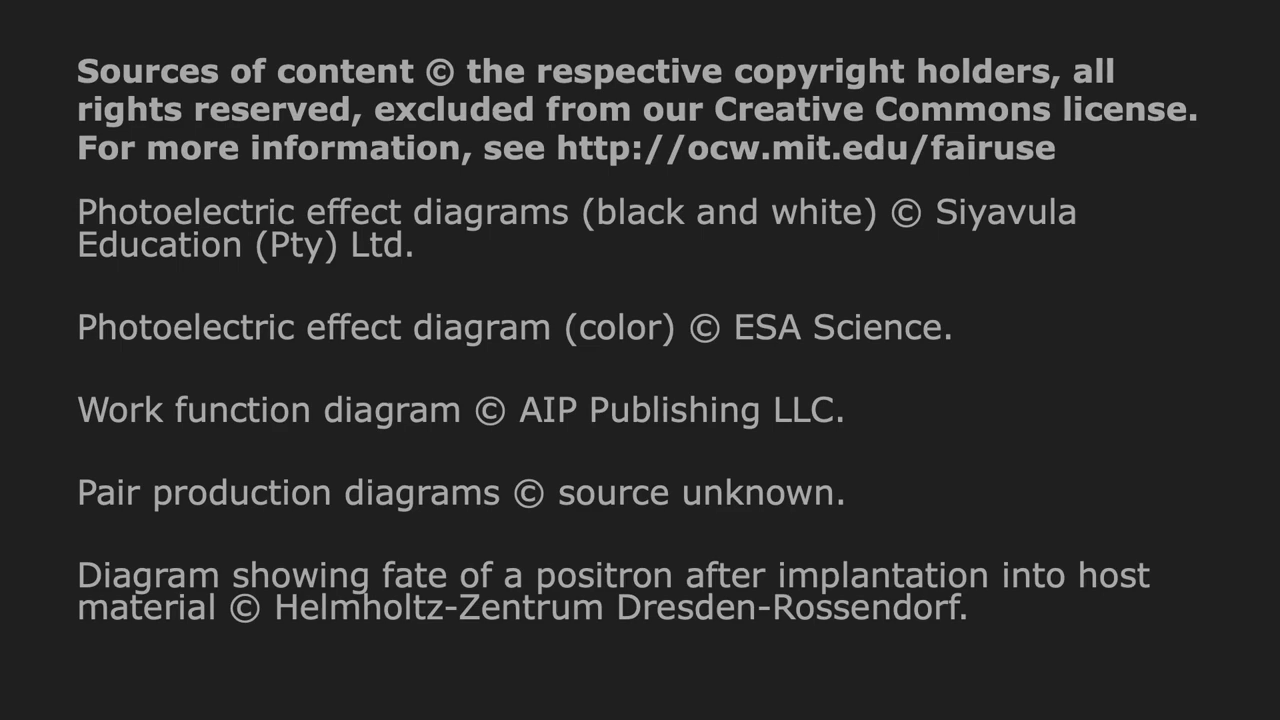 Sources of content © the respective copyright holders, all
rights reserved, excluded from our Creative Commons license.
For more information, see http://ocw.mit.edu/fairuse
Photoelectric effect diagrams (black and white) © Siyavula
Education (Pty) Ltd.
Photoelectric effect diagram (color) © ESA Science.
Work function diagram © AIP Publishing LLC.
Pair production diagrams © source unknown.
Diagram showing fate of a positron after implantation into host
material © Helmholtz-Zentrum Dresden-Rossendorf.